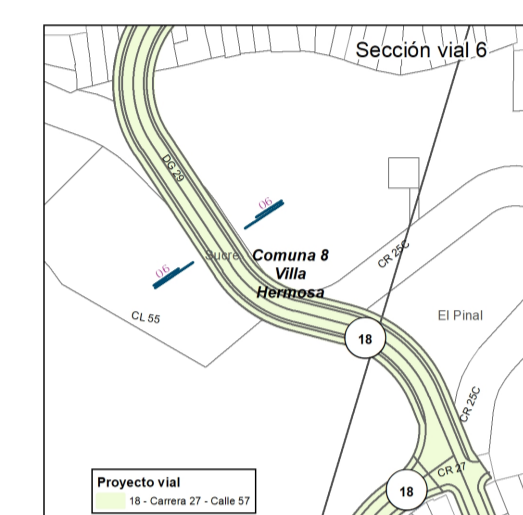 Sección vial 6
DG 29
06
Sucre
Comuna 8
Villa
Hermosa
CR 25C
06
CL 55
18
El Pinal
CR 25C
CR 27
18
Proyecto vial
18 - Carrera 27 - Calle 57